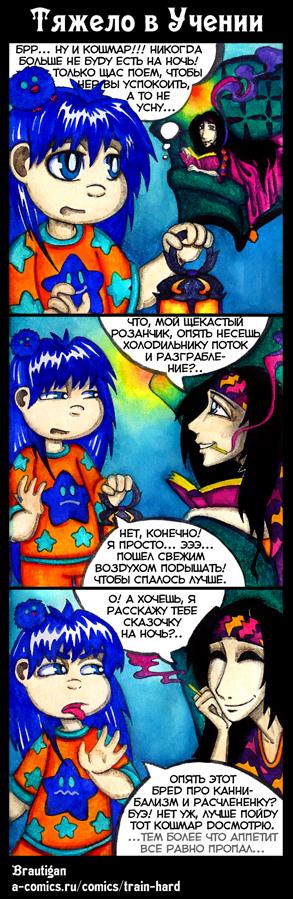 Тяжело в Учении
БРР... НУ И КОШМАР!!! НИКОГДА
БОЛЬШЕ НЕ БУДУ ЕСТЬ НА НОЧЬ!
ТОЛЬКО ЩАС ПОЕМ, ЧТОБЫ
НЕРВЫ УСПОКОИТЬ,
А ТО НЕ
УСНУ...
ЧТО, МОЙ ЩЕКАСТЫЙ
РОЗАНЧИК, ОПЯТЬ НЕСЕШЬ
ХОЛОДИЛЬНИКУ ПОТОК
И РАЗГРАБЛЕ-
НИЕ?..
НЕТ, КОНЕЧНО!
Я ПРОСТО... ЭЭЭ...
ПОШЕЛ СВЕЖИМ
ВОЗДУХОМ ПОДЫШАТЬ!
ЧТОБЫ СПАЛОСЬ ЛУЧШЕ.
О! А ХОЧЕШЬ, Я
РАССКАЖУ ТЕБЕ
СКАЗОЧКУ
НА НОЧЬ?..
ОПЯТЬ ЭТОТ
БРЕД ПРО КАННИ-
БАЛИЗМ И РАСЧЛЕНЕНКУ?
БУЭ! НЕТ УЖ, ЛУЧШЕ ПОЙДУ
ТОТ КОШМАР DОСМОТРЮ.
...ТЕМ БОЛЕЕ ЧТО АППЕТИТ
ВСЕ РАВНО ПРОПАЛ...
Brautigan
a-comics.ru/comics/train-hard